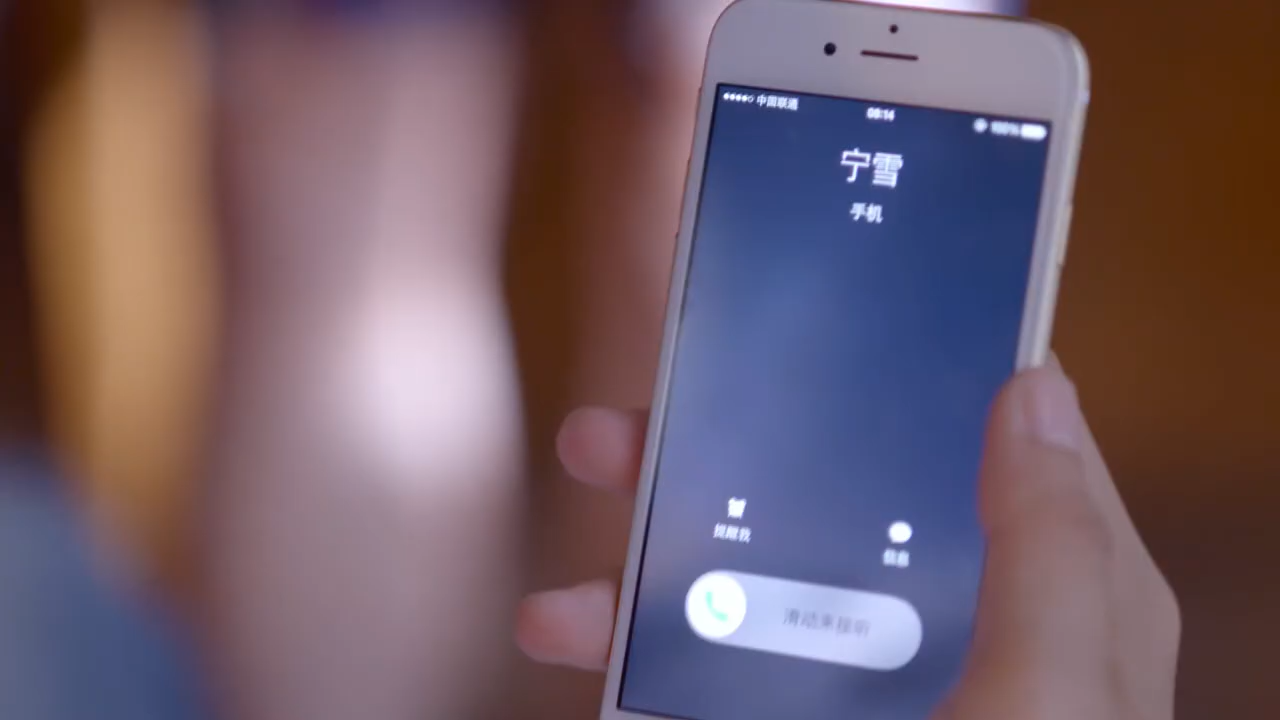 中国联通
08:14
100%
宁雪
手机
提醒我
信息
滑动来接听